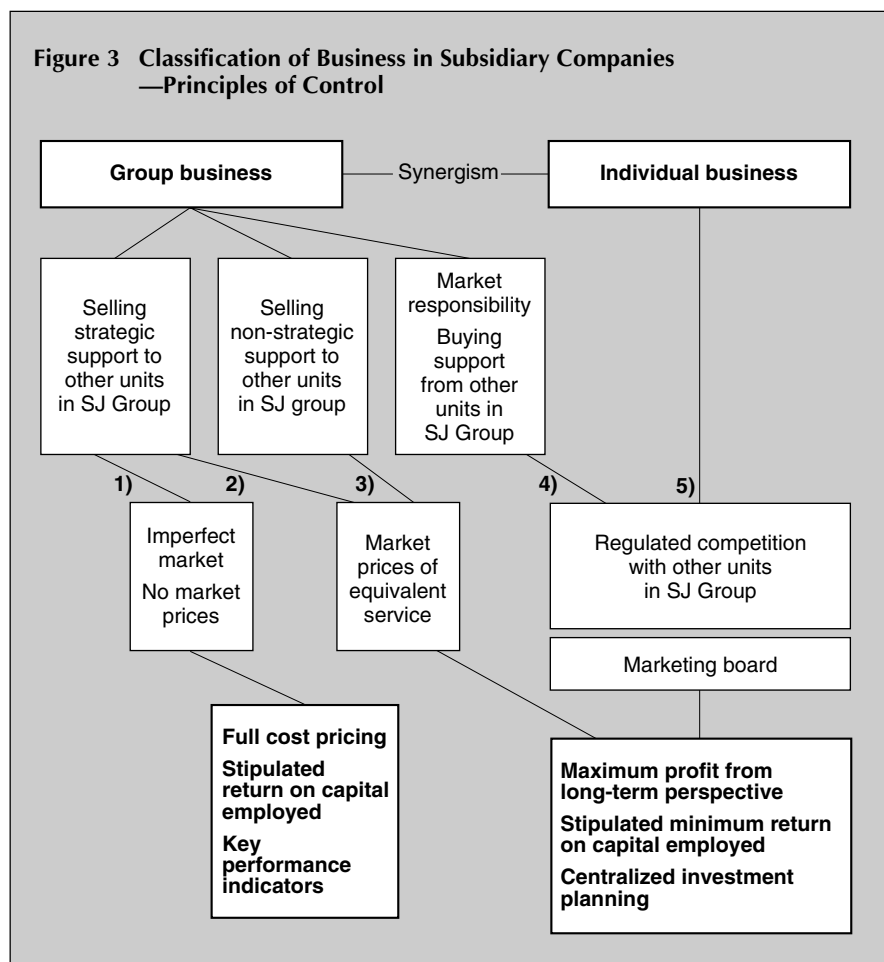 Figure 3 Classification of Business in Subsidiary Companies
—Principles of Control
Group business
Synergism
Individual business
Selling
strategic
support to
other units
in SJ Group
Selling
non-strategic
support to
other units
in SJ group
Market
responsibility
Buying
support
from other
units in
SJ Group
1)
2)
3)
4)
5)
Imperfect
market
No market
prices
Market
prices of
equivalent
service
Regulated competition
with other units
in SJ Group
Marketing board
Full cost pricing
Stipulated
return on capital
employed
Key
performance
indicators
Maximum profit from
long-term perspective
Stipulated minimum return
on capital employed
Centralized investment
planning